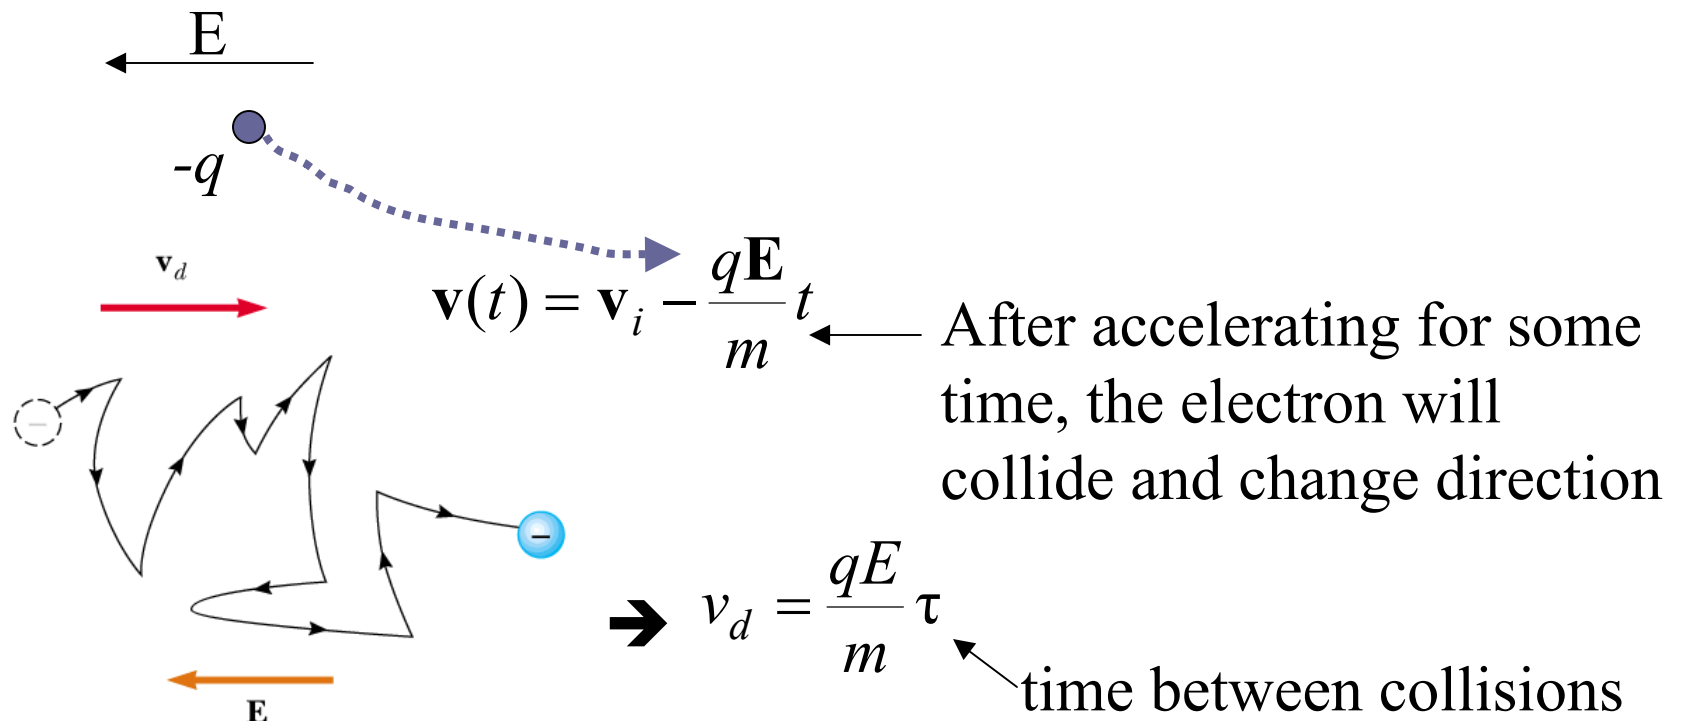 E
-q
v_d
v(t) = v_i − qE/m t
After accelerating for some
time, the electron will
collide and change direction
−
−
➔ v_d = qE/m τ
time between collisions
E